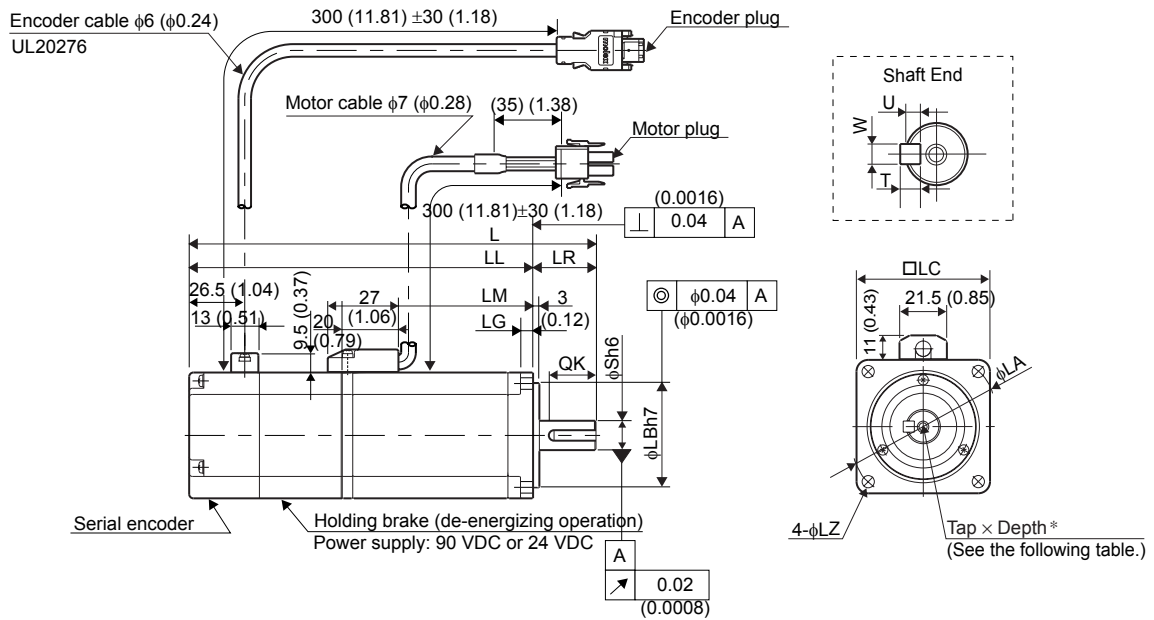 Encoder cable φ6 (φ0.24)
UL20276
300 (11.81) ±30 (1.18)
Encoder plug
molex
Motor cable φ7 (φ0.28)
(35) (1.38)
Motor plug
300 (11.81)±30 (1.18)
(0.0016)
⊥ 0.04 A
L
LL
LR
26.5 (1.04)
13 (0.51)
9.5 (0.37)
27
(1.06)
20
(0.79)
LM
LG
3
(0.12)
◎ φ0.04 A
(φ0.0016)
QK
φSh6
φLBh7
Serial encoder
Holding brake (de-energizing operation)
Power supply: 90 VDC or 24 VDC
A
↗ 0.02
(0.0008)
Shaft End
U
W
T
□LC
21.5 (0.85)
11 (0.43)
φLA
4-φLZ
Tap × Depth*
(See the following table.)